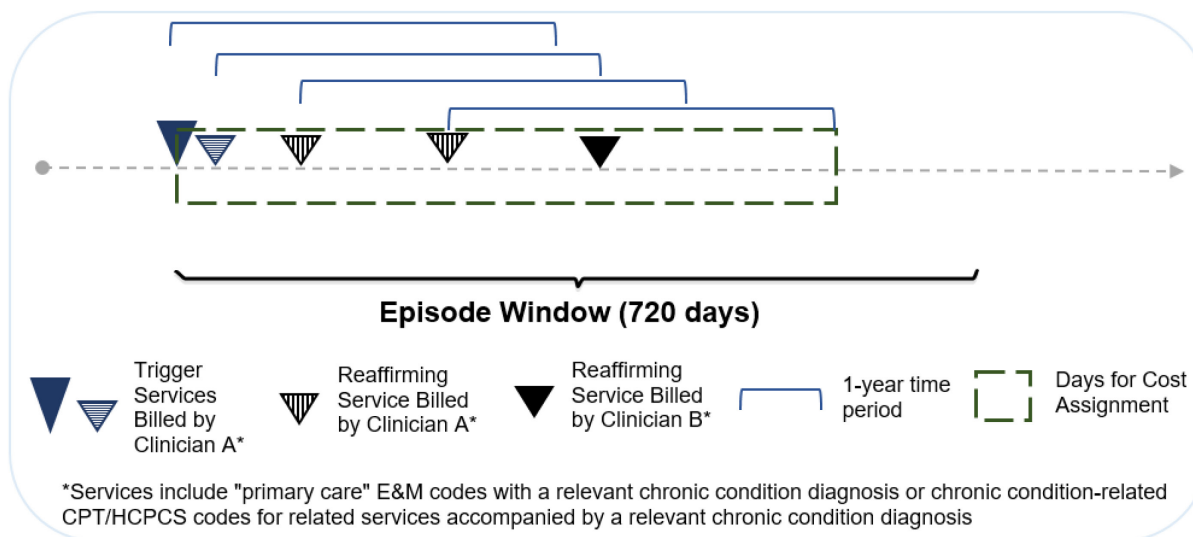 Episode Window (720 days)
Trigger
Services
Billed by
Clinician A*
Reaffirming
Service Billed
by Clinician A*
Reaffirming
Service Billed
by Clinician B*
1-year time
period
Days for Cost
Assignment
*Services include "primary care" E&M codes with a relevant chronic condition diagnosis or chronic condition-related
CPT/HCPCS codes for related services accompanied by a relevant chronic condition diagnosis